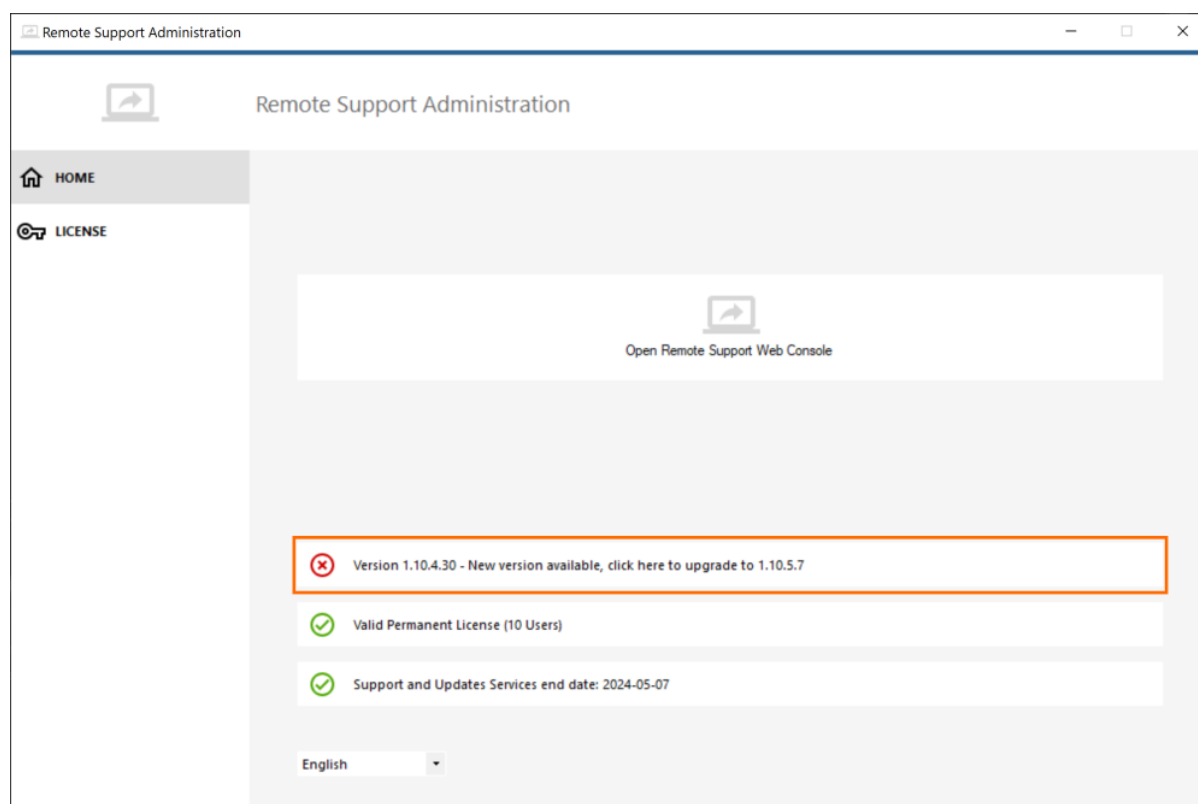 Remote Support Administration
Remote Support Administration
HOME
LICENSE
Open Remote Support Web Console
Version 1.10.4.30 - New version available, click here to upgrade to 1.10.5.7
Valid Permanent License (10 Users)
Support and Updates Services end date: 2024-05-07
English